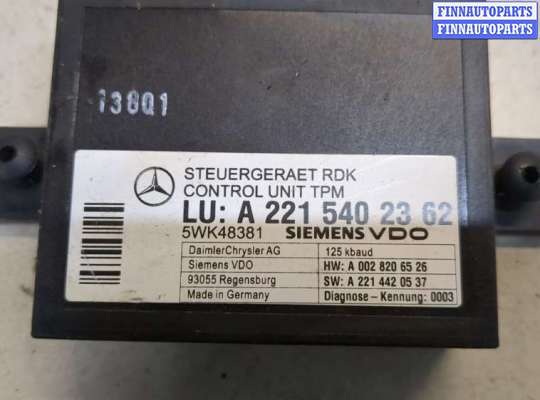 FINNAUTOPARTS
FINNAUTOPARTS
FINNAUTOPARTS
13801
STEUERGERAET RDK
CONTROL UNIT TPM
LU: A 221 540 23 62
5WK48381 SIEMENS VDO
DaimlerChrysler AG 125 kbaud
Siemens VDO HW: A 002 820 65 26
93055 Regensburg SW: A 221 442 05 37
Made in Germany Diagnose - Kennung: 0003